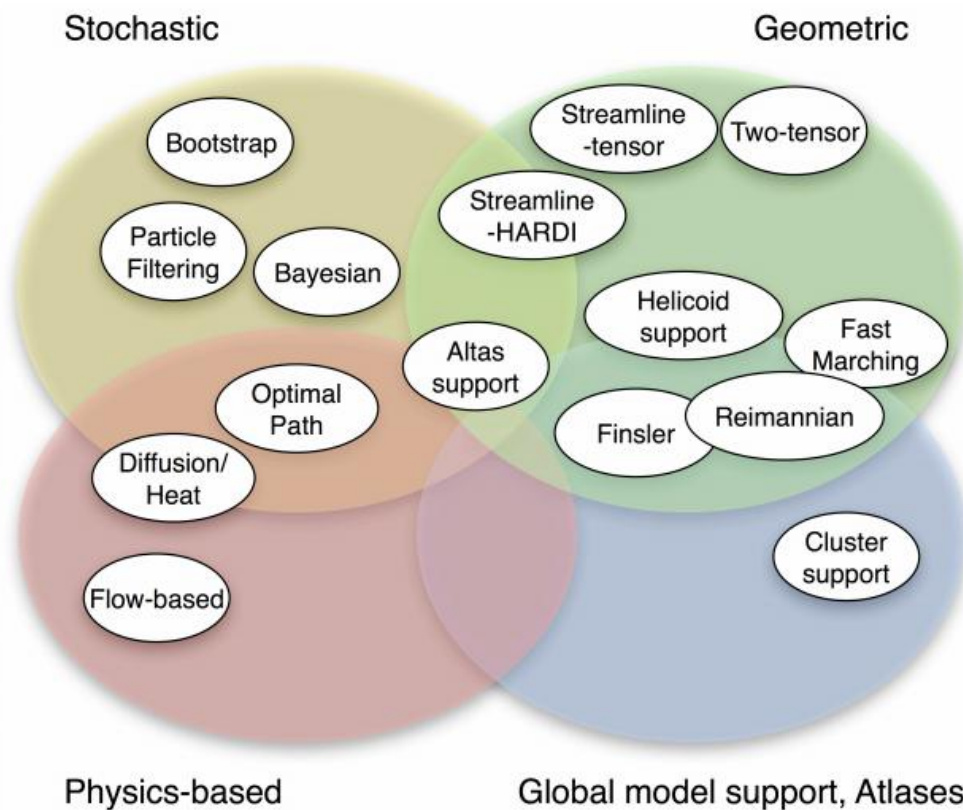 Stochastic
Geometric
Bootstrap
Streamline
-tensor
Two-tensor
Streamline
-HARDI
Particle
Filtering
Bayesian
Helicoid
support
Fast
Marching
Altas
support
Optimal
Path
Finsler
Reimannian
Diffusion/
Heat
Cluster
support
Flow-based
Physics-based
Global model support, Atlases